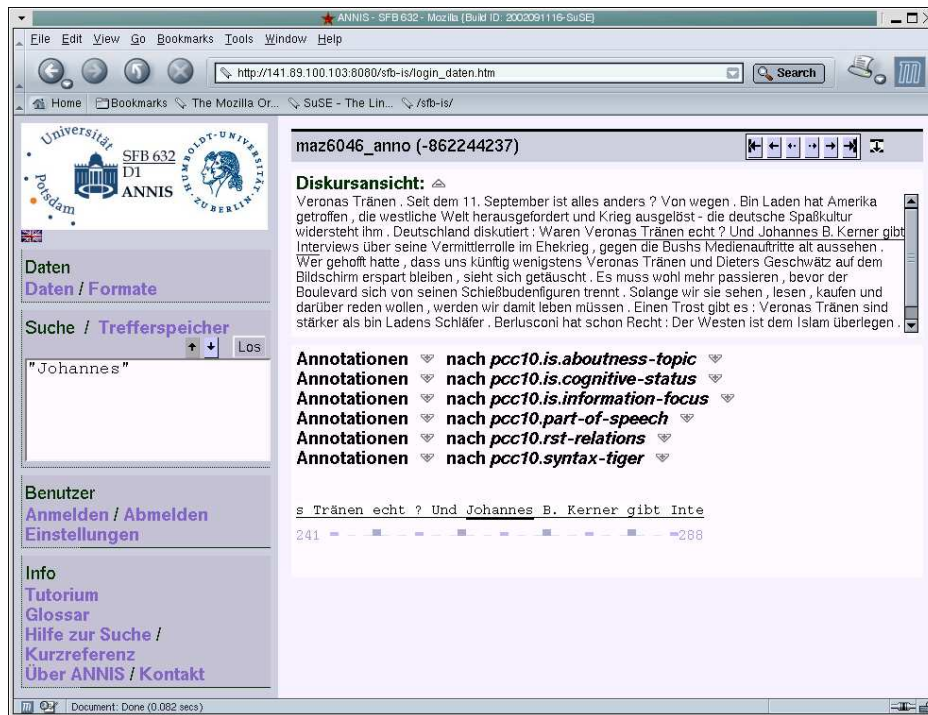 ANNIS - SFB 632 - Mozilla {Build ID: 2002091116-SuSE}
File Edit View Go Bookmarks Tools Window Help
http://141.89.100.103:8080/sfb-is/login_daten.htm Search
Home Bookmarks The Mozilla Or... SuSE - The Lin... /sfb-is/
Universität Potsdam
SFB 632
D1
ANNIS
HUMBOLDT-UNIVERSITÄT ZU BERLIN
Daten
Daten / Formate
Suche / Trefferspeicher
Los
"Johannes"
Benutzer
Anmelden / Abmelden
Einstellungen
Info
Tutorium
Glossar
Hilfe zur Suche /
Kurzreferenz
Über ANNIS / Kontakt
maz6046_anno (-862244237)
Diskursansicht:
Veronas Tränen . Seit dem 11. September ist alles anders ? Von wegen . Bin Laden hat Amerika
getroffen , die westliche Welt herausgefordert und Krieg ausgelöst - die deutsche Spaßkultur
widersteht ihm . Deutschland diskutiert : Waren Veronas Tränen echt ? Und Johannes B. Kerner gibt
Interviews über seine Vermittlerrolle im Ehekrieg , gegen die Bushs Medienauftritte alt aussehen .
Wer gehofft hatte , dass uns künftig wenigstens Veronas Tränen und Dieters Geschwätz auf dem
Bildschirm erspart bleiben , sieht sich getäuscht . Es muss wohl mehr passieren , bevor der
Boulevard sich von seinen Schießbudenfiguren trennt . Solange wir sie sehen , lesen , kaufen und
darüber reden wollen , werden wir damit leben müssen . Einen Trost gibt es : Veronas Tränen sind
stärker als bin Ladens Schläfer . Berlusconi hat schon Recht : Der Westen ist dem Islam überlegen .
Annotationen nach pcc10.is.aboutness-topic
Annotationen nach pcc10.is.cognitive-status
Annotationen nach pcc10.is.information-focus
Annotationen nach pcc10.part-of-speech
Annotationen nach pcc10.rst-relations
Annotationen nach pcc10.syntax-tiger
s Tränen echt ? Und Johannes B. Kerner gibt Inte
241 288
Document: Done (0.082 secs)